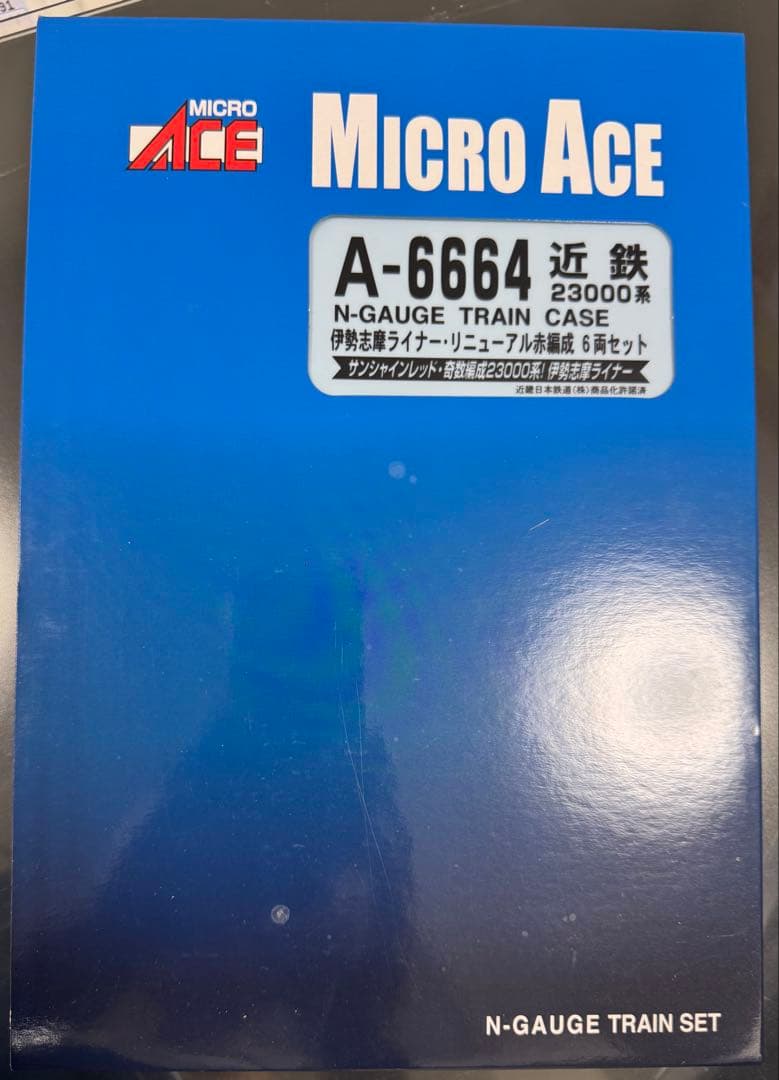 91
MICRO
ACE
MICRO ACE
A-6664 近鉄
23000系
N-GAUGE TRAIN CASE
伊勢志摩ライナー・リニューアル赤編成 6両セット
サンシャインレッド・奇数編成23000系! 伊勢志摩ライナー
近畿日本鉄道(株)商品化許諾済
N-GAUGE TRAIN SET